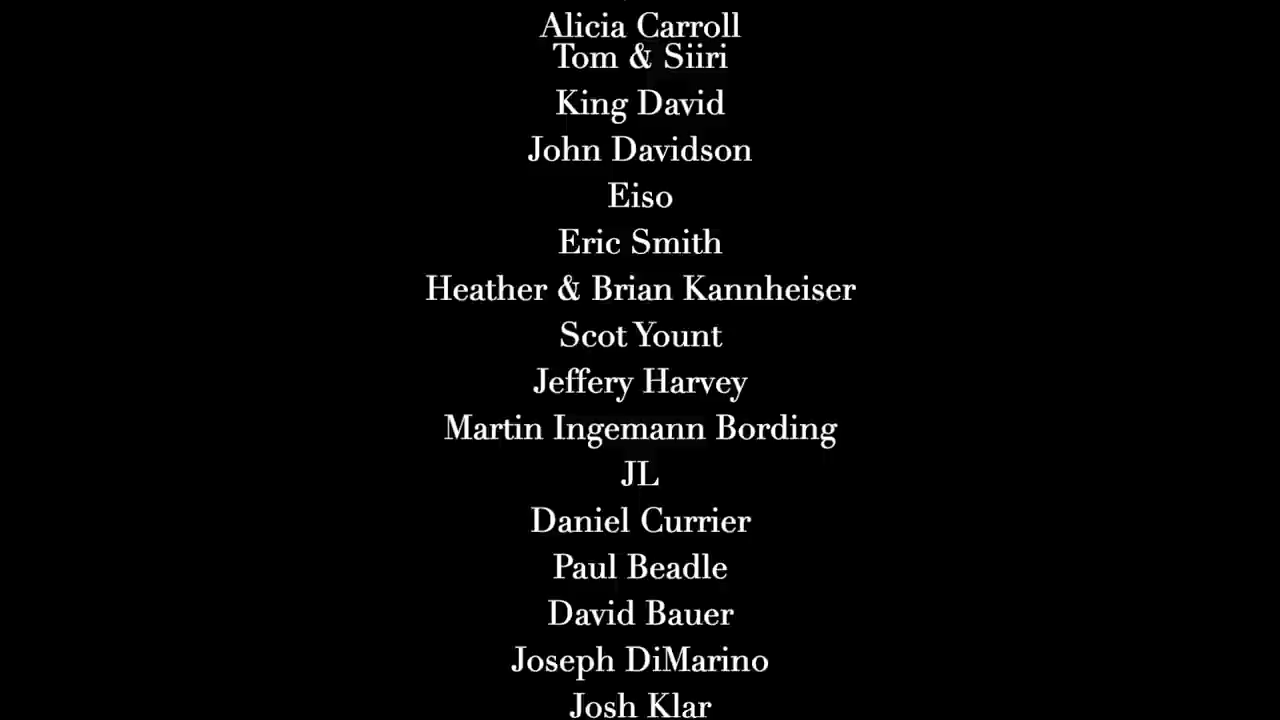 Alicia Carroll
Tom & Siiri
King David
John Davidson
Eiso
Eric Smith
Heather & Brian Kannheiser
Scot Yount
Jeffery Harvey
Martin Ingemann Bording
JL
Daniel Currier
Paul Beadle
David Bauer
Joseph DiMarino
Josh Klar